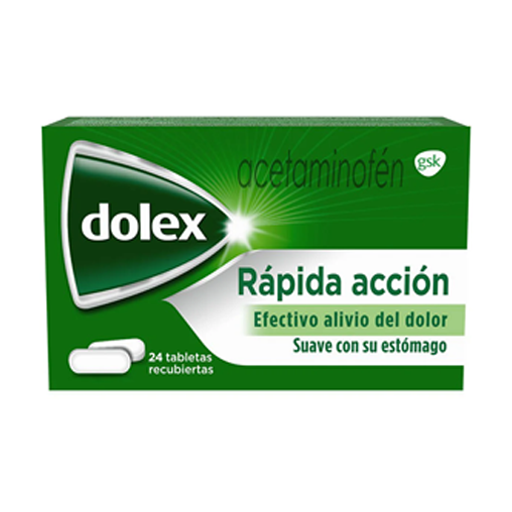 acetaminofén
gsk
dolex
Rápida acción
Efectivo alivio del dolor
Suave con su estómago
24 tabletas
recubiertas